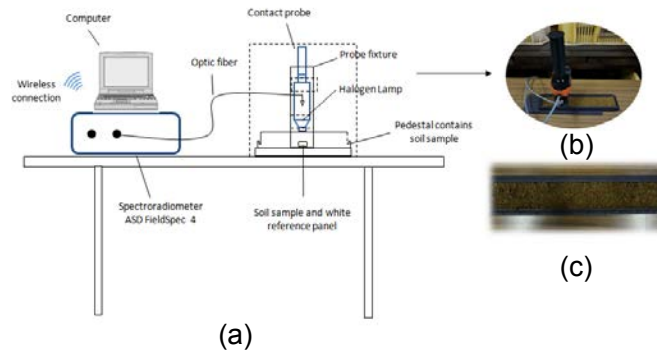 Contact probe
Computer
Optic fiber
Probe fixture
Wireless
connection
Halogen Lamp
Pedestal contains
soil sample
Spectroradiometer
ASD FieldSpec 4
Soil sample and white
reference panel
(a)
(b)
(c)